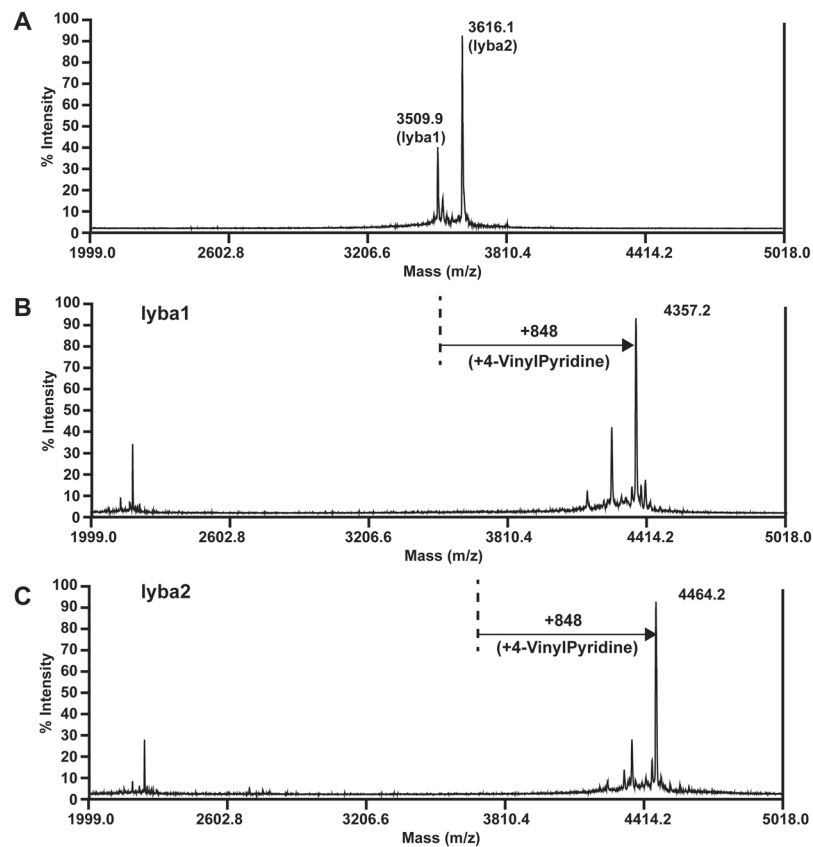 A
100
90
80
70
60
50
40
30
20
10
0
% Intensity
3616.1
(lyba2)
3509.9
(lyba1)
1999.0 2602.8 3206.6 3810.4 4414.2 5018.0
Mass (m/z)
B
lyba1
100
90
80
70
60
50
40
30
20
10
0
% Intensity
4357.2
+848
(+4-VinylPyridine)
1999.0 2602.8 3206.6 3810.4 4414.2 5018.0
Mass (m/z)
C
lyba2
100
90
80
70
60
50
40
30
20
10
0
% Intensity
4464.2
+848
(+4-VinylPyridine)
1999.0 2602.8 3206.6 3810.4 4414.2 5018.0
Mass (m/z)